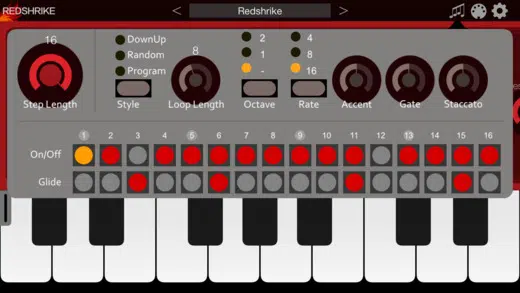 REDSHRIKE < Redshrike >
16 DownUp 8 2 4
Random 1 8
Program - 16
Step Length Style Loop Length Octave Rate Accent Gate Staccato
1 2 3 4 5 6 7 8 9 10 11 12 13 14 15 16
On/Off
Glide